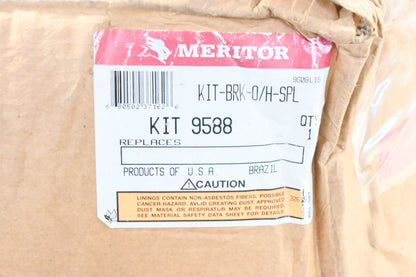 MERITOR
9608L15
KIT-BRK-O/H-SPL
KIT 9588
QTY
1
REPLACES
PRODUCTS OF U.S.A. BRAZIL
CAUTION
LININGS CONTAIN NON-ASBESTOS FIBERS, POSSIBLE
CANCER HAZARD, AVOID CREATING DUST, APPROVED
DUST MASK OR RESPIRATOR MAY BE REQUIRED.
SEE MATERIAL SAFETY DATA SHEET FOR DETAILS.